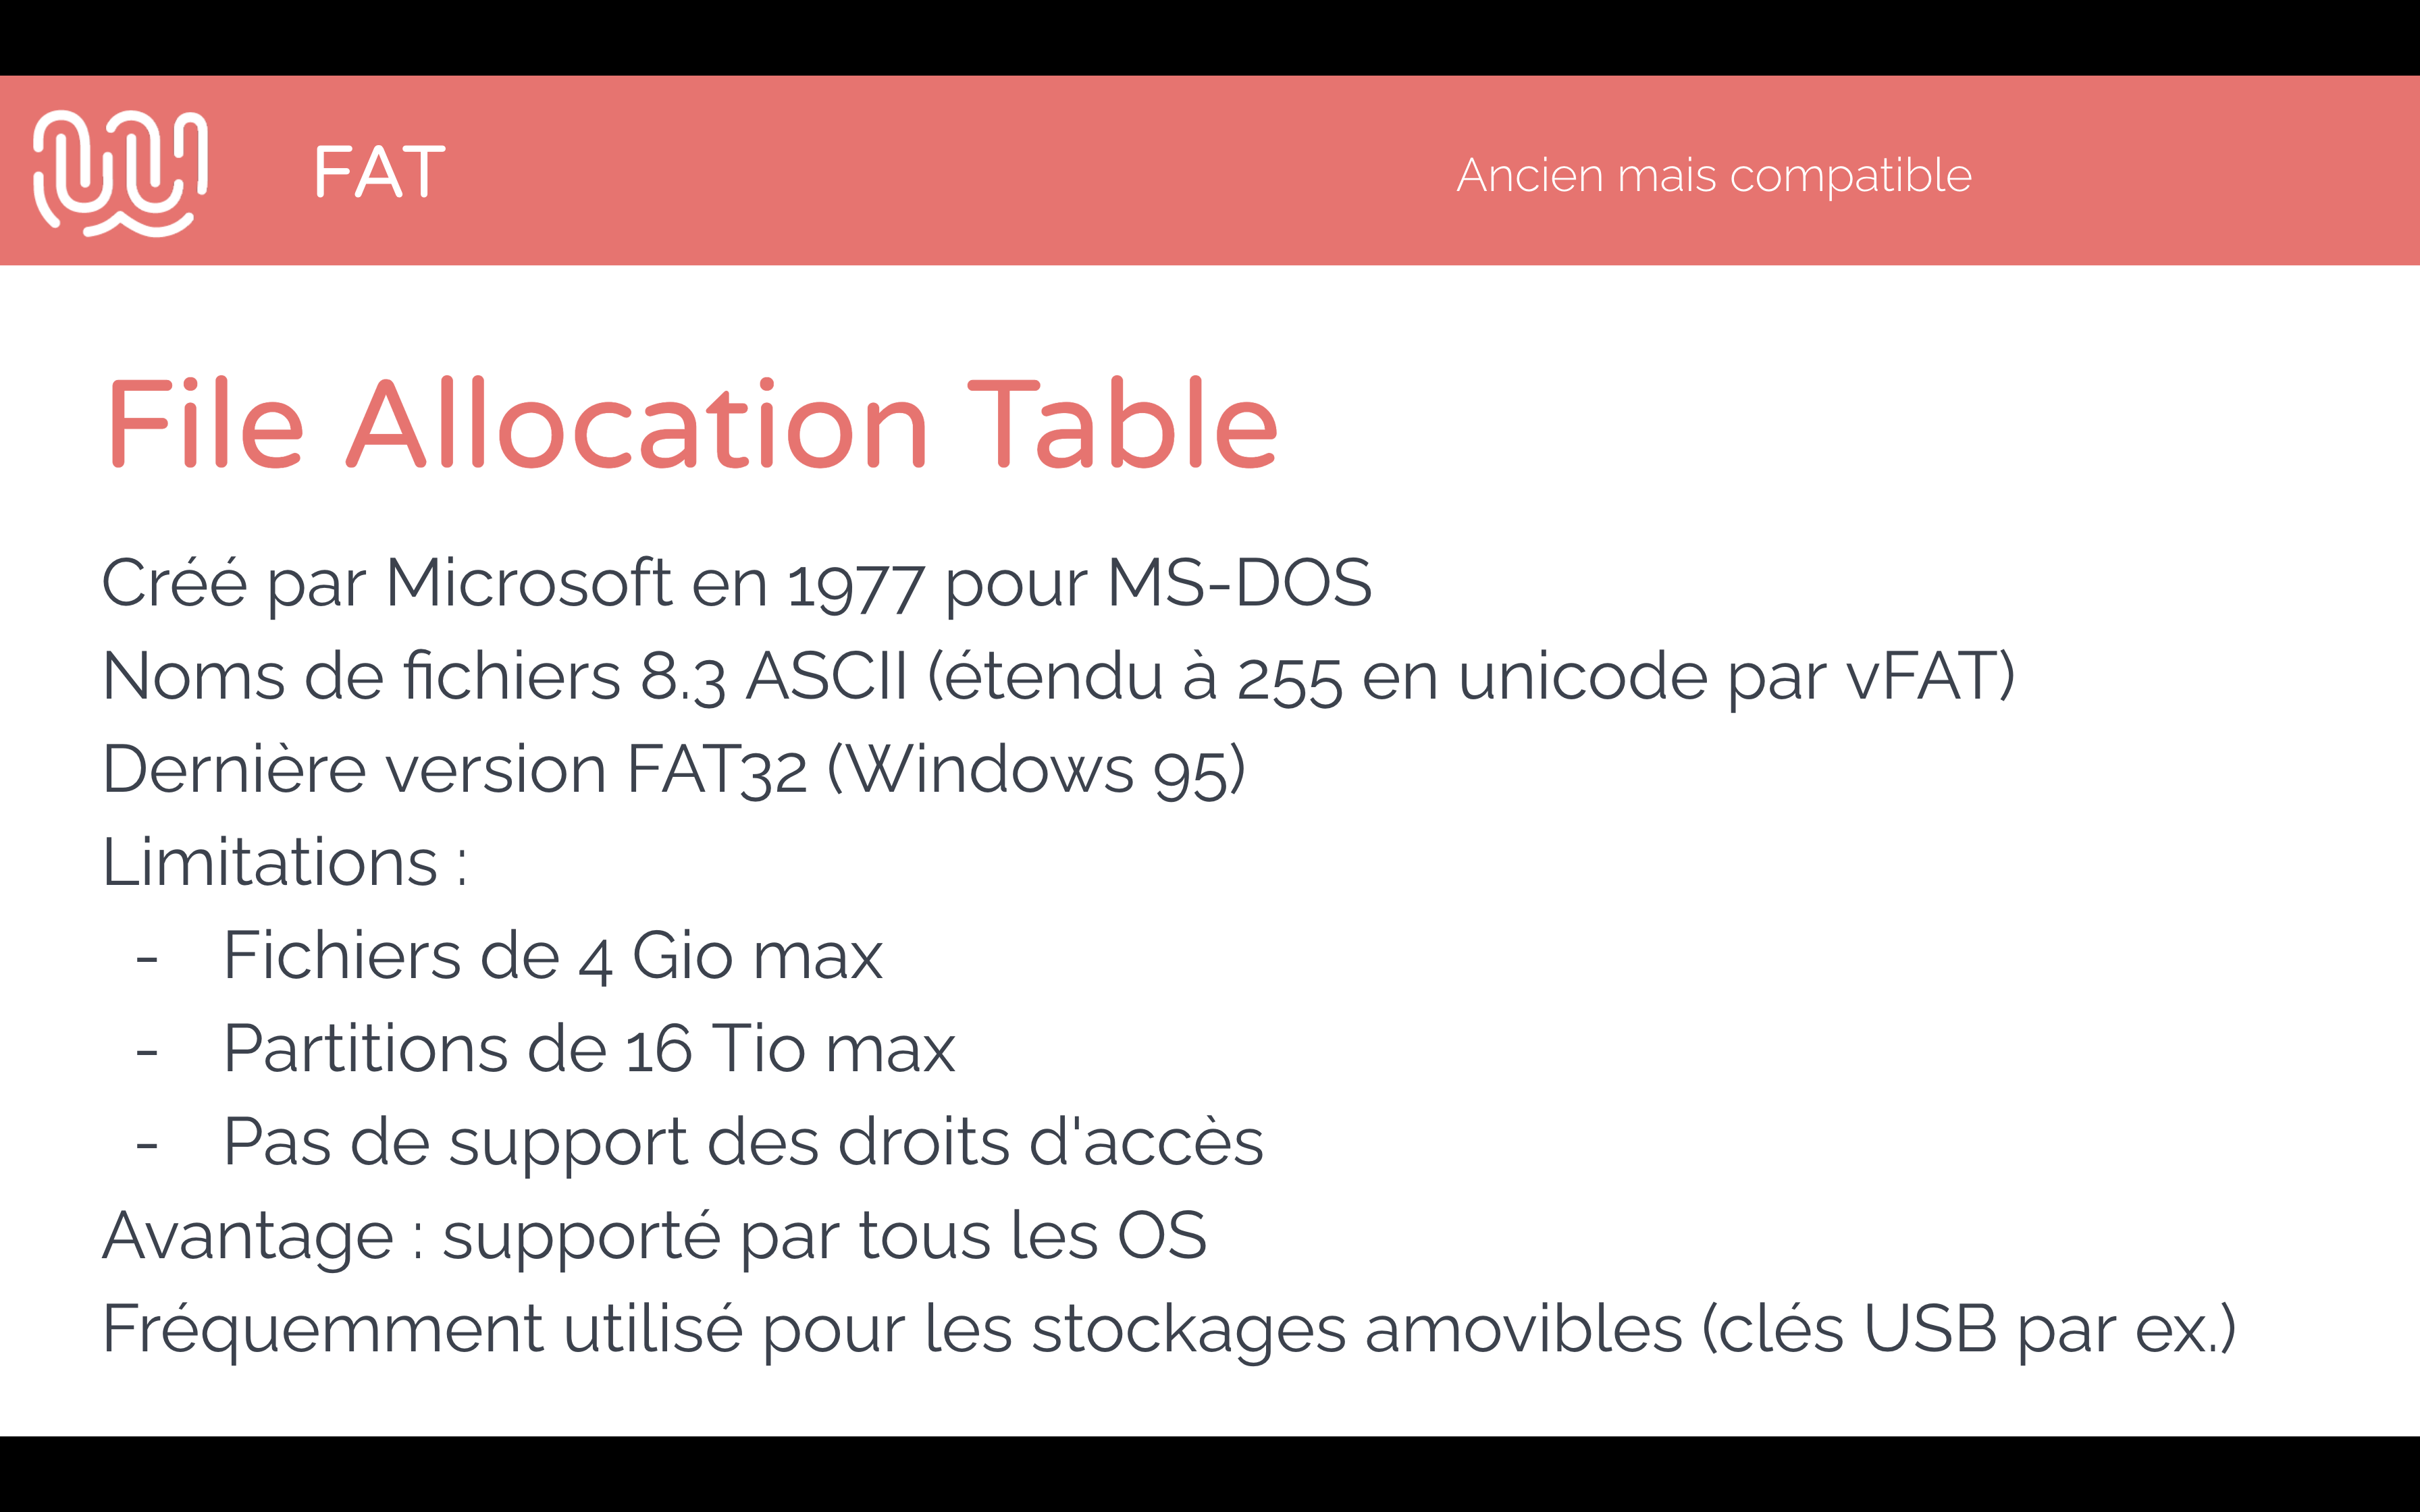 FAT
Ancien mais compatible
File Allocation Table
Créé par Microsoft en 1977 pour MS-DOS
Noms de fichiers 8.3 ASCII (étendu à 255 en unicode par vFAT)
Dernière version FAT32 (Windows 95)
Limitations :
- Fichiers de 4 Gio max
- Partitions de 16 Tio max
- Pas de support des droits d'accès
Avantage : supporté par tous les OS
Fréquemment utilisé pour les stockages amovibles (clés USB par ex.)